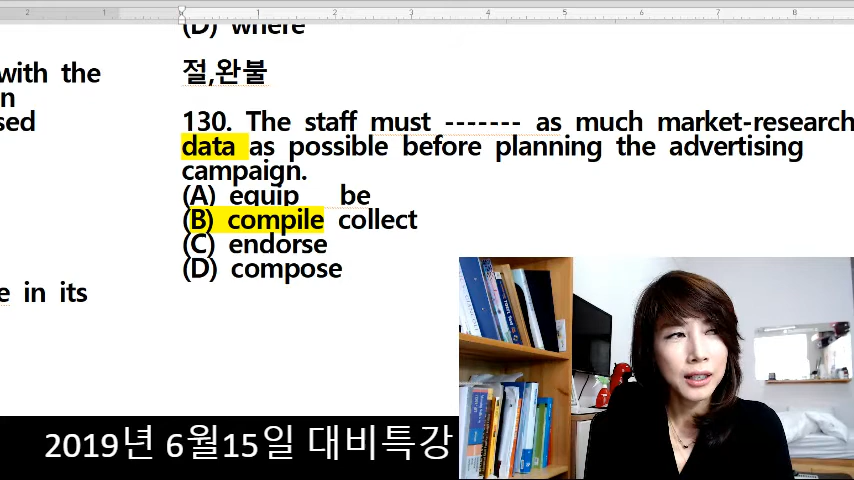 (D) where
with the
절,완불
n
sed
130. The staff must ------- as much market-research
data as possible before planning the advertising
campaign.
(A) equip be
(B) compile collect
(C) endorse
(D) compose
e in its
2019년 6월15일 대비특강